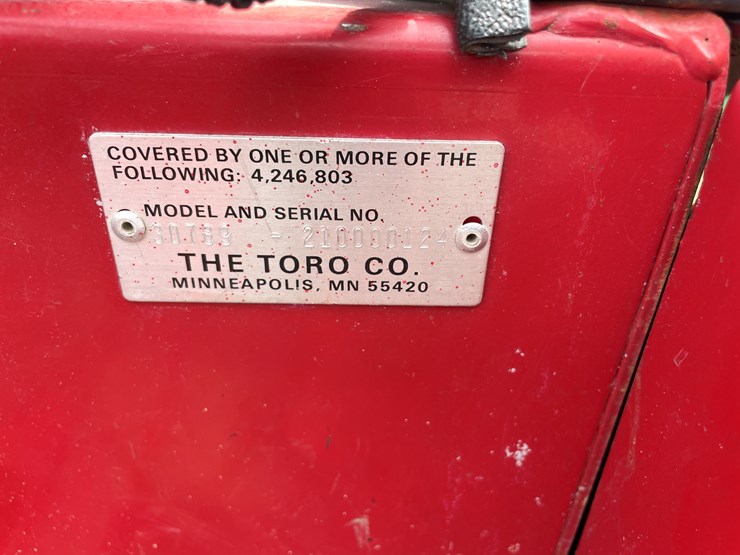 COVERED BY ONE OR MORE OF THE
FOLLOWING: 4,246,803
MODEL AND SERIAL NO.
THE TORO CO.
MINNEAPOLIS, MN 55420